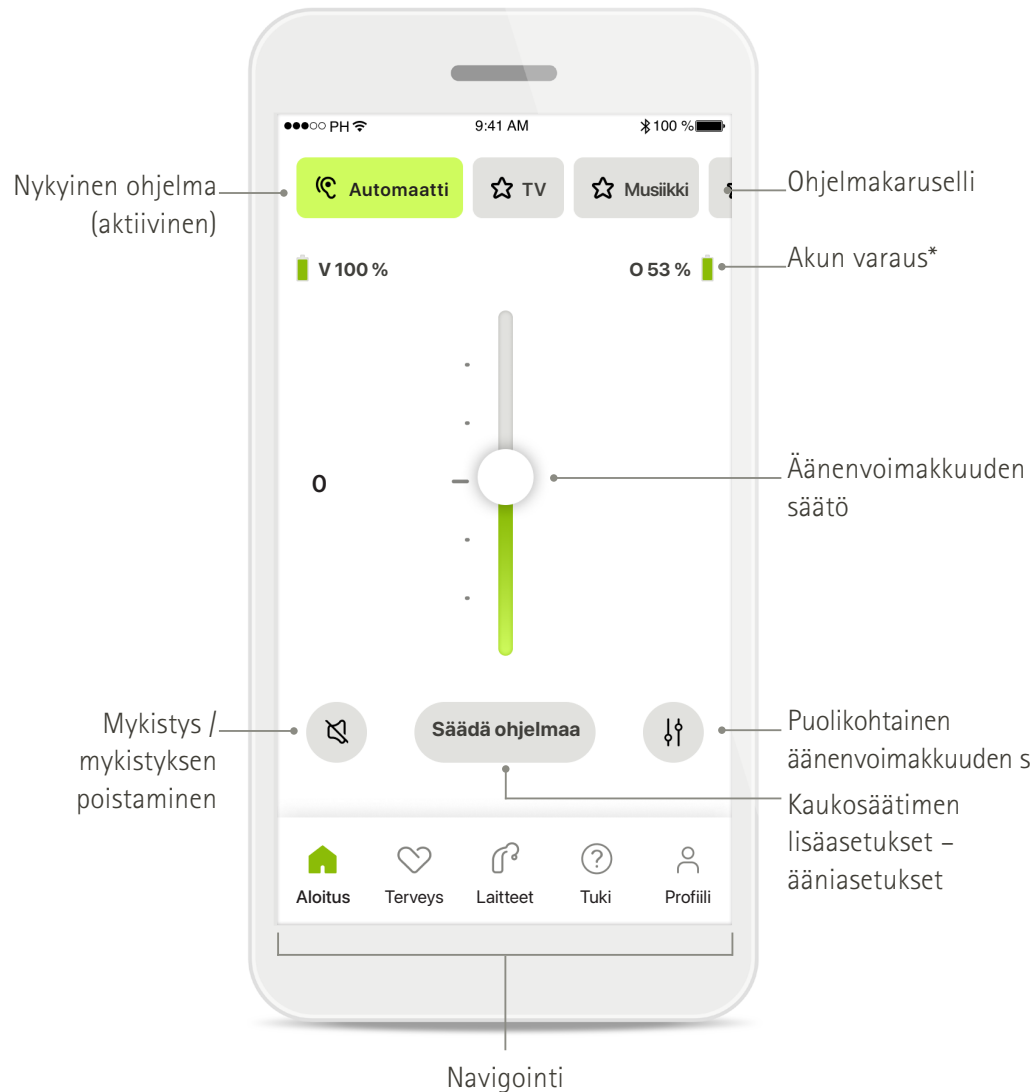 PH 9:41 AM 100 %
Nykyinen ohjelma
(aktiivinen)
Automaatti TV Musiikki
Ohjelmakaruselli
V 100 % O 53 %
Akun varaus*
0
Äänenvoimakkuuden
säätö
Mykistys /
mykistyksen
poistaminen
Säädä ohjelmaa
Puolikohtainen
äänenvoimakkuuden s
Kaukosäätimen
lisäasetukset –
ääniasetukset
Aloitus Terveys Laitteet Tuki Profiili
Navigointi